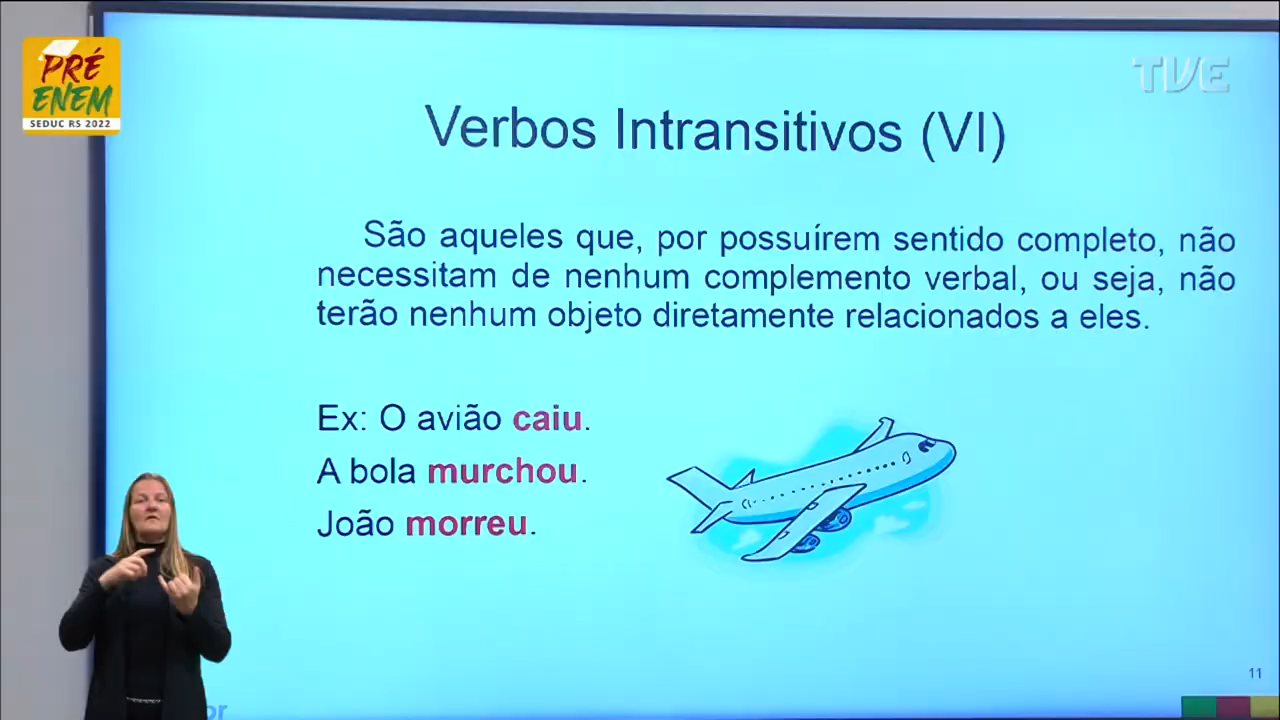 PRÉ
ENEM
SEDUC RS 2022
TVE
Verbos Intransitivos (VI)
São aqueles que, por possuírem sentido completo, não
necessitam de nenhum complemento verbal, ou seja, não
terão nenhum objeto diretamente relacionados a eles.
Ex: O avião caiu.
A bola murchou.
João morreu.
11